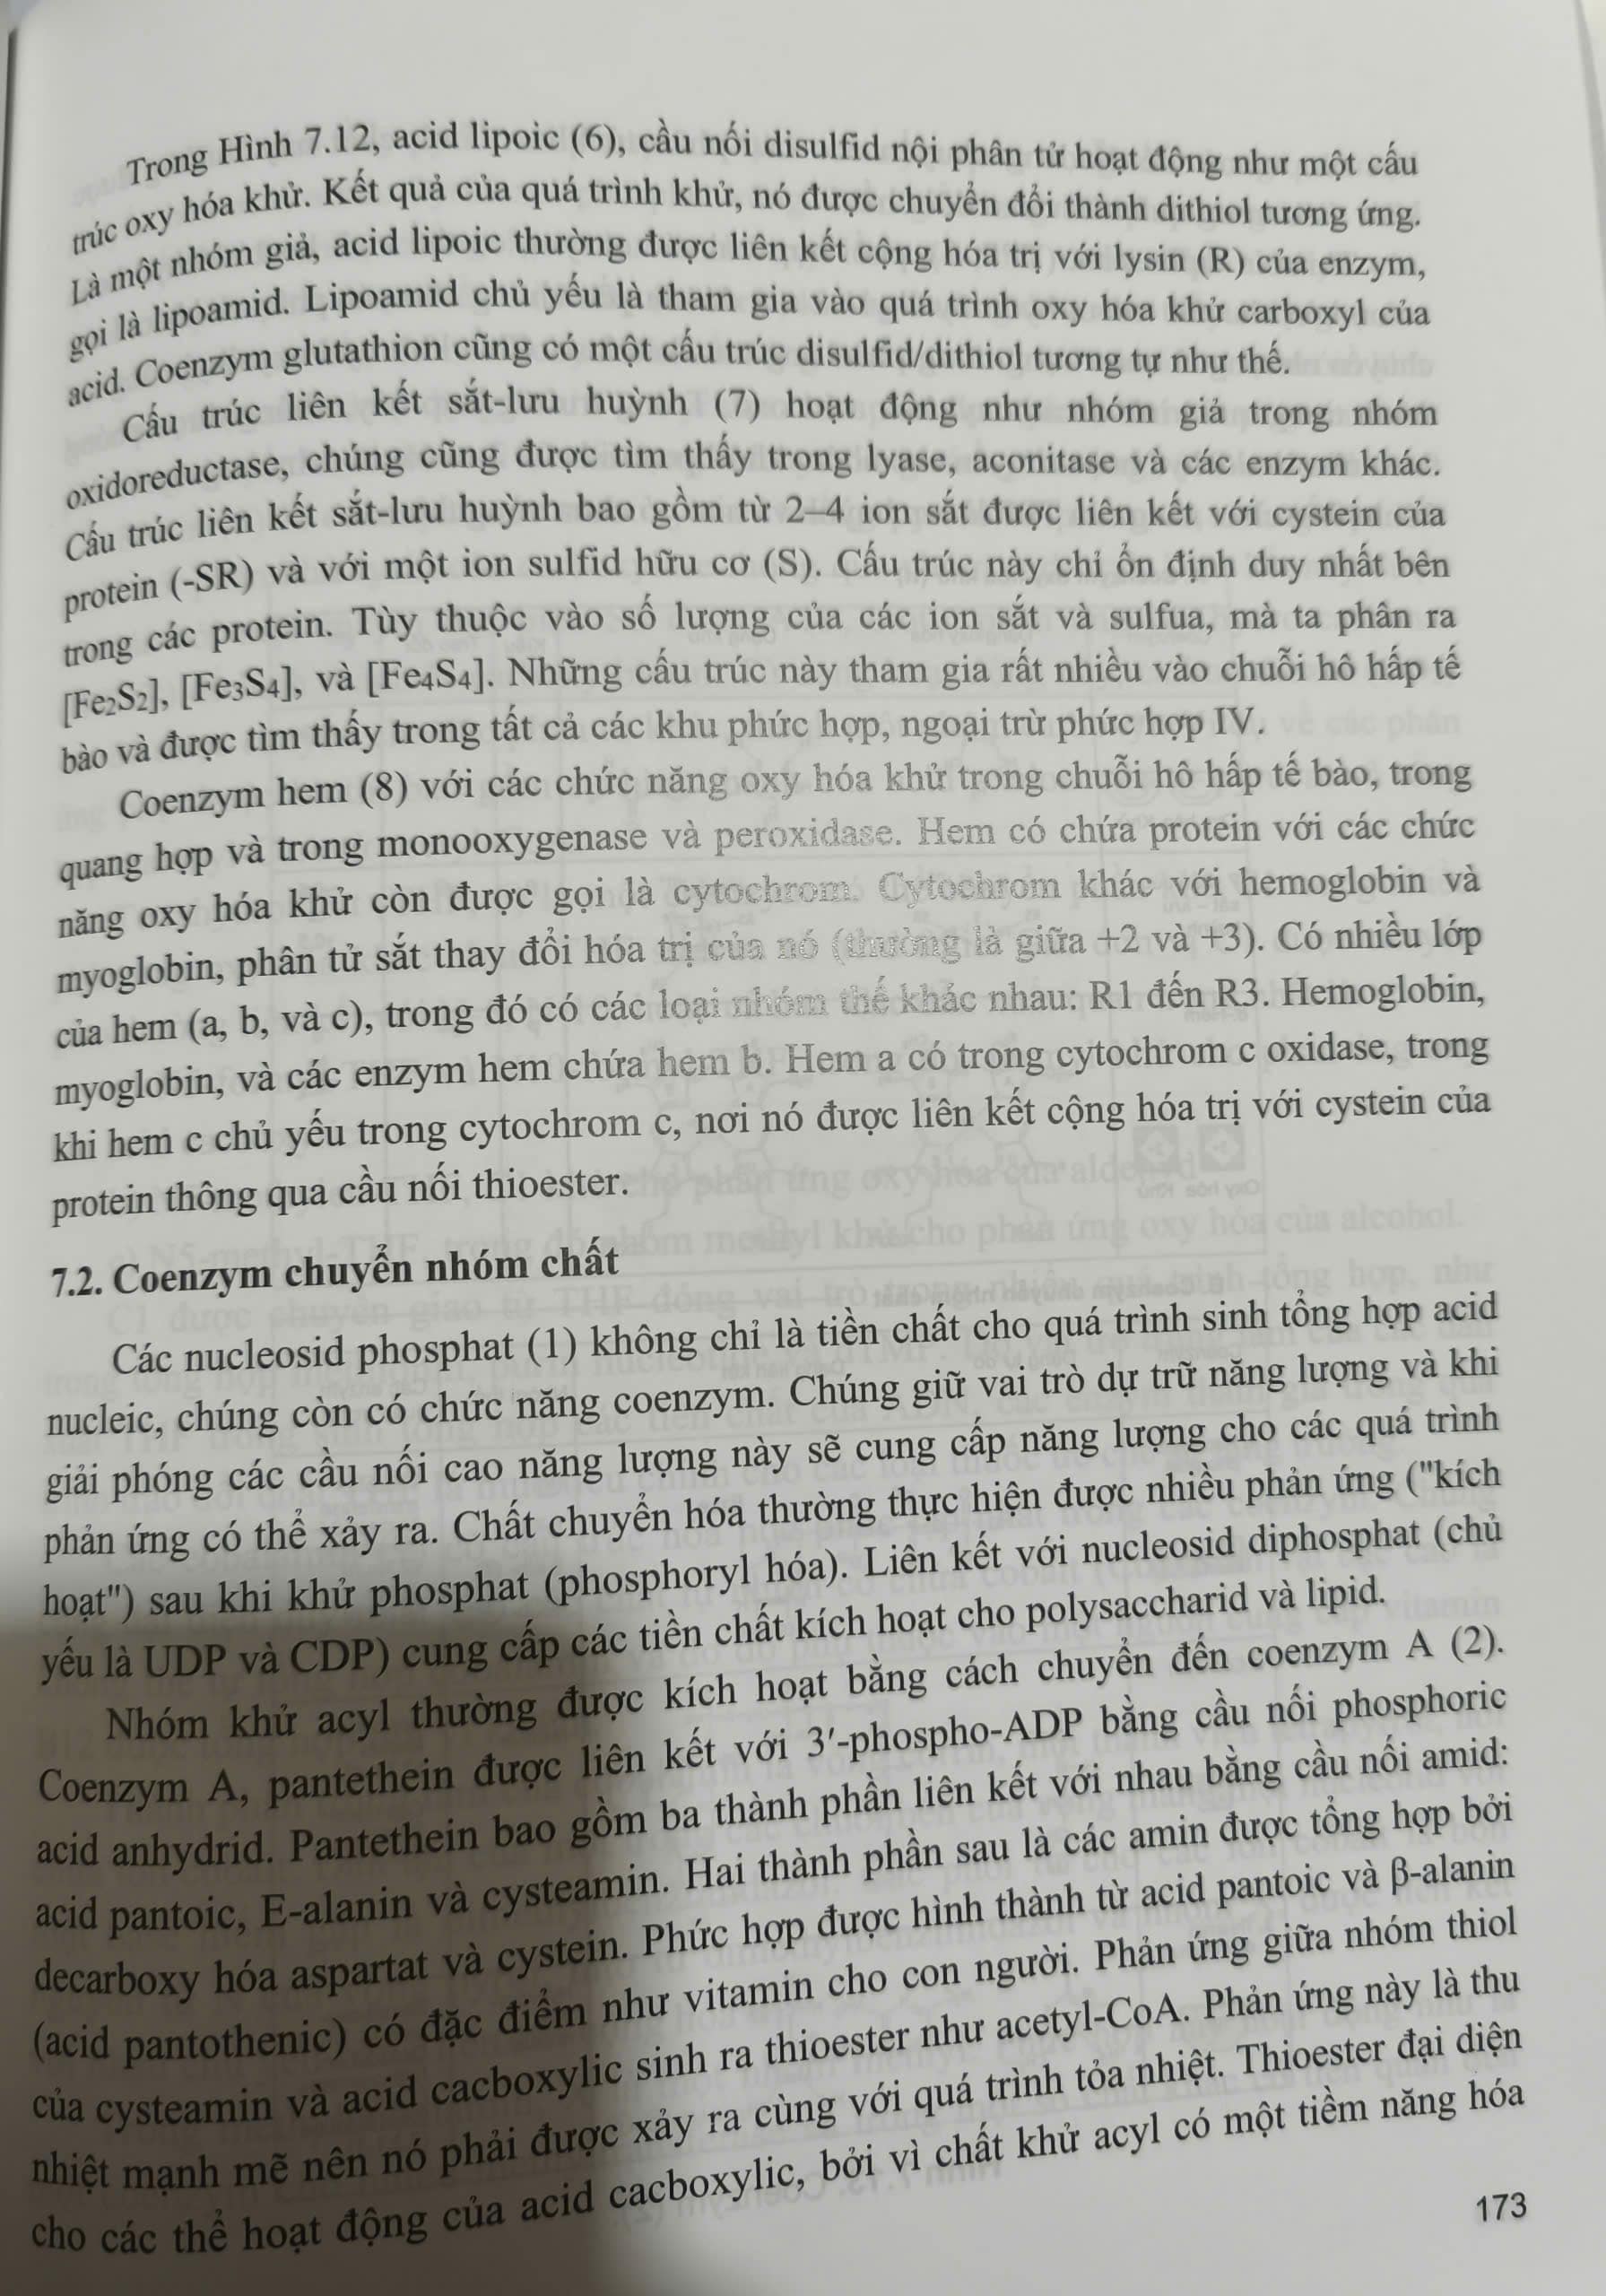 Trong Hình 7.12, acid lipoic (6), cầu nối disulfid nội phân tử hoạt động như một cấu
trúc oxy hóa khử. Kết quả của quá trình khử, nó được chuyển đổi thành dithiol tương ứng.
Là một nhóm giả, acid lipoic thường được liên kết cộng hóa trị với lysin (R) của enzym,
gọi là lipoamid. Lipoamid chủ yếu là tham gia vào quá trình oxy hóa khử carboxyl của
acid. Coenzym glutathion cũng có một cấu trúc disulfid/dithiol tương tự như thế.
Cấu trúc liên kết sắt-lưu huỳnh (7) hoạt động như nhóm giả trong nhóm
oxidoreductase, chúng cũng được tìm thấy trong lyase, aconitase và các enzym khác.
Cấu trúc liên kết sắt-lưu huỳnh bao gồm từ 2–4 ion sắt được liên kết với cystein của
protein (-SR) và với một ion sulfid hữu cơ (S). Cấu trúc này chỉ ổn định duy nhất bên
trong các protein. Tùy thuộc vào số lượng của các ion sắt và sulfua, mà ta phân ra
[Fe₂S₂], [Fe₃S₄], và [Fe₄S₄]. Những cấu trúc này tham gia rất nhiều vào chuỗi hô hấp tế
bào và được tìm thấy trong tất cả các khu phức hợp, ngoại trừ phức hợp IV.
Coenzym hem (8) với các chức năng oxy hóa khử trong chuỗi hô hấp tế bào, trong
quang hợp và trong monooxygenase và peroxidase. Hem có chứa protein với các chức
năng oxy hóa khử còn được gọi là cytochrom. Cytochrom khác với hemoglobin và
myoglobin, phân tử sắt thay đổi hóa trị của nó (thường là giữa +2 và +3). Có nhiều lớp
của hem (a, b, và c), trong đó có các loại nhóm thế khác nhau: R1 đến R3. Hemoglobin,
myoglobin, và các enzym hem chứa hem b. Hem a có trong cytochrom c oxidase, trong
khi hem c chủ yếu trong cytochrom c, nơi nó được liên kết cộng hóa trị với cystein của
protein thông qua cầu nối thioester.
7.2. Coenzym chuyển nhóm chất
Các nucleosid phosphat (1) không chỉ là tiền chất cho quá trình sinh tổng hợp acid
nucleic, chúng còn có chức năng coenzym. Chúng giữ vai trò dự trữ năng lượng và khi
giải phóng các cầu nối cao năng lượng này sẽ cung cấp năng lượng cho các quá trình
phản ứng có thể xảy ra. Chất chuyển hóa thường thực hiện được nhiều phản ứng ("kích
hoạt") sau khi khử phosphat (phosphoryl hóa). Liên kết với nucleosid diphosphat (chủ
yếu là UDP và CDP) cung cấp các tiền chất kích hoạt cho polysaccharid và lipid.
Nhóm khử acyl thường được kích hoạt bằng cách chuyển đến coenzym A (2).
Coenzym A, pantethein được liên kết với 3′-phospho-ADP bằng cầu nối phosphoric
acid anhydrid. Pantethein bao gồm ba thành phần liên kết với nhau bằng cầu nối amid:
acid pantoic, E-alanin và cysteamin. Hai thành phần sau là các amin được tổng hợp bởi
decarboxy hóa aspartat và cystein. Phức hợp được hình thành từ acid pantoic và β-alanin
(acid pantothenic) có đặc điểm như vitamin cho con người. Phản ứng giữa nhóm thiol
của cysteamin và acid cacboxylic sinh ra thioester như acetyl-CoA. Phản ứng này là thu
nhiệt mạnh mẽ nên nó phải được xảy ra cùng với quá trình tỏa nhiệt. Thioester đại diện
cho các thể hoạt động của acid cacboxylic, bởi vì chất khử acyl có một tiềm năng hóa
173